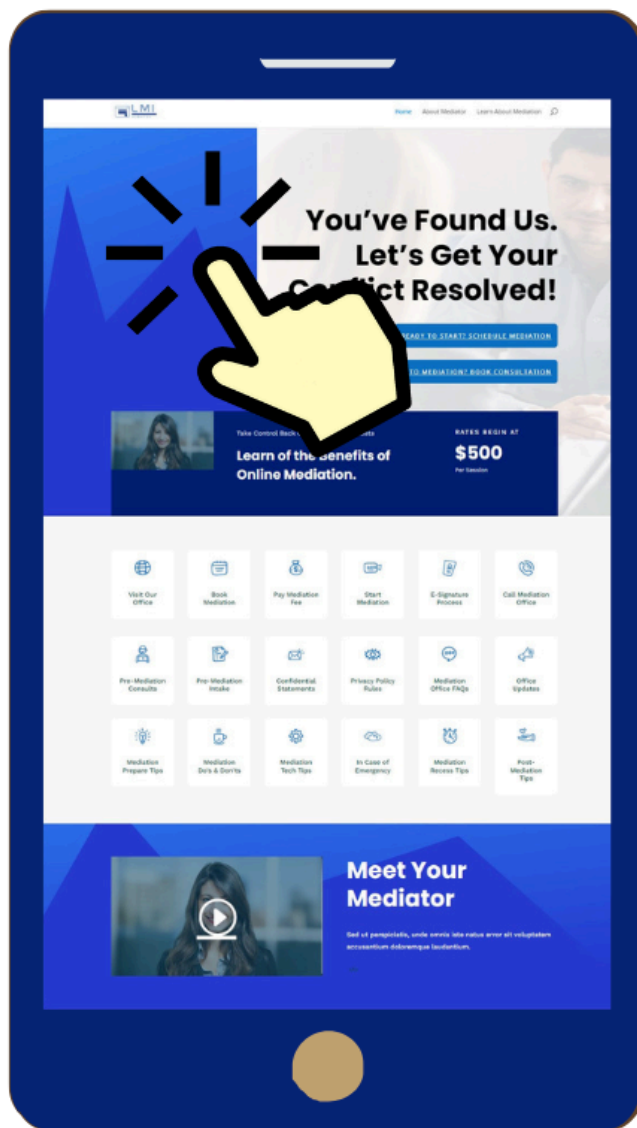 LMI
Home About Mediator Learn About Mediation
You've Found Us.
Let's Get Your
Conflict Resolved!
READY TO START? SCHEDULE MEDIATION
TO MEDIATION? BOOK CONSULTATION
Take Control Back
RATES BEGIN AT
Learn of the Benefits of
Online Mediation.
$500
Per Session
Visit Our
Office
Book
Mediation
Pay Mediation
Fee
Start
Mediation
E-Signature
Process
Call Mediation
Office
Pre-Mediation
Consults
Pre-Mediation
Intake
Confidential
Statements
Privacy Policy
Rules
Mediation
Office FAQs
Office
Updates
Mediation
Prepare Tips
Mediation
Do's & Don'ts
Mediation
Tech Tips
In Case of
Emergency
Mediation
Recess Tips
Post-
Mediation
Tips
Meet Your
Mediator
Sed ut perspiciatis, unde omnis iste natus error sit voluptatem
accusantium doloremque laudantium.